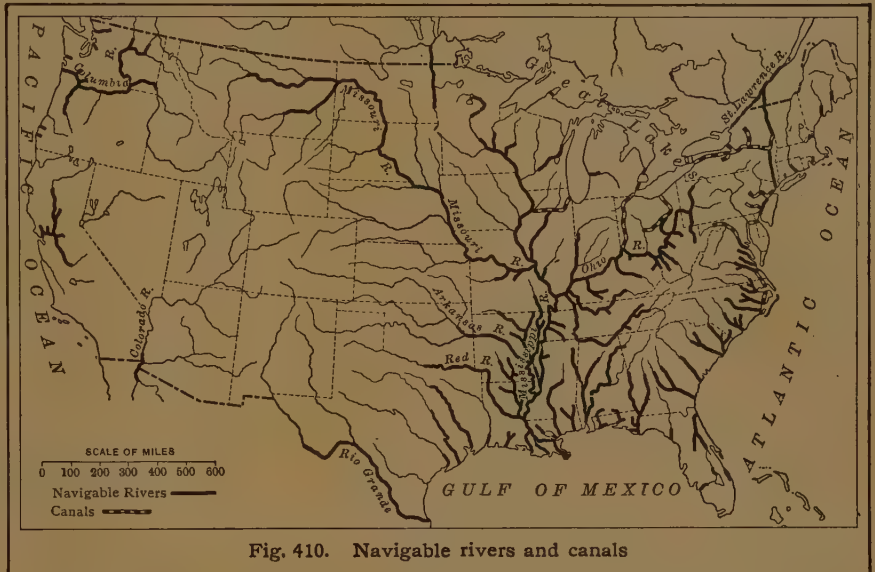 PACIFIC OCEAN
Columbia R.
Missouri R.
Missouri R.
Great Lakes
St. Lawrence R.
Ohio R.
Mississippi R.
Arkansas R.
Red R.
Colorado R.
Rio Grande
ATLANTIC OCEAN
GULF OF MEXICO
SCALE OF MILES
0 100 200 300 400 500 600
Navigable Rivers
Canals
Fig. 410. Navigable rivers and canals